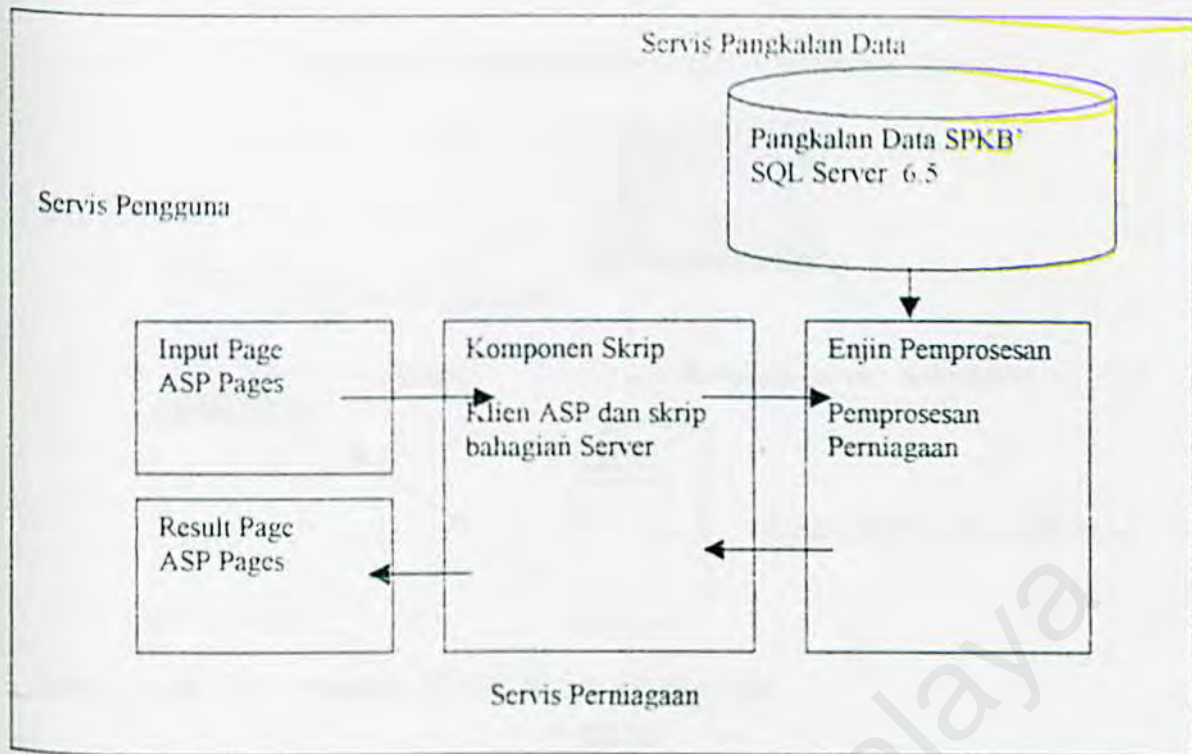 Servis Pangkalan Data
Pangkalan Data SPKB`
SQL Server 6.5
Servis Pengguna
Input Page
ASP Pages
Komponen Skrip
Klien ASP dan skrip
bahagian Server
Enjin Pemprosesan
Pemprosesan
Perniagaan
Result Page
ASP Pages
Servis Perniagaan